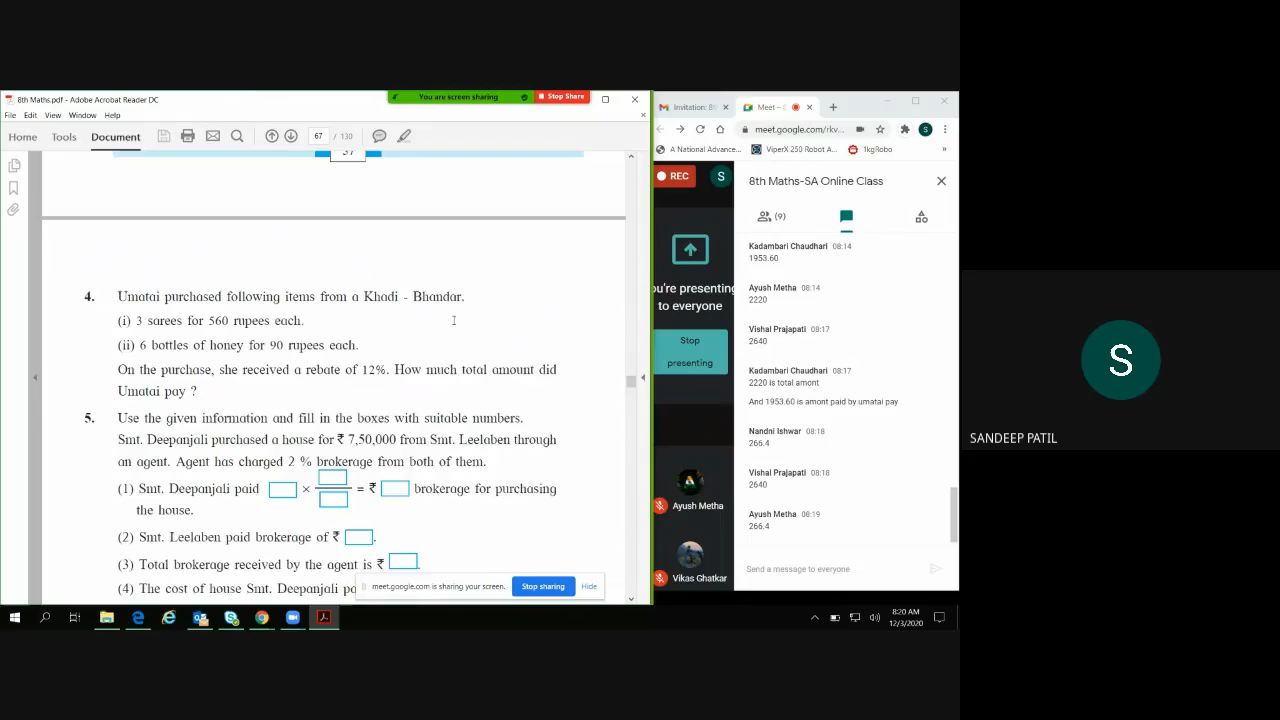 8th Maths.pdf - Adobe Acrobat Reader DC
You are screen sharing
Stop Share
File Edit View Window Help
Home Tools Document
67 / 130
4. Umatai purchased following items from a Khadi - Bhandar.
(i) 3 sarees for 560 rupees each.
(ii) 6 bottles of honey for 90 rupees each.
On the purchase, she received a rebate of 12%. How much total amount did
Umatai pay ?
5. Use the given information and fill in the boxes with suitable numbers.
Smt. Deepanjali purchased a house for ₹ 7,50,000 from Smt. Leelaben through
an agent. Agent has charged 2 % brokerage from both of them.
(1) Smt. Deepanjali paid × = ₹ brokerage for purchasing
the house.
(2) Smt. Leelaben paid brokerage of ₹ .
(3) Total brokerage received by the agent is ₹ .
(4) The cost of house Smt. Deepanjali
meet.google.com is sharing your screen.
Stop sharing
Hide
Invitation: 8t
Meet –
meet.google.com/rkv...
S
A National Advance... ViperX 250 Robot A... 1kgRobo »
REC
S
8th Maths-SA Online Class
(9)
ou're presenting
to everyone
Stop
presenting
Kadambari Chaudhari 08:14
1953.60
Ayush Metha 08:14
2220
Vishal Prajapati 08:17
2640
Kadambari Chaudhari 08:17
2220 is total amont
And 1953.60 is amont paid by umatai pay
Nandni Ishwar 08:18
266.4
Vishal Prajapati 08:18
2640
Ayush Metha 08:19
266.4
Ayush Metha
Vikas Ghatkar
Send a message to everyone
8:20 AM
12/3/2020
S
SANDEEP PATIL